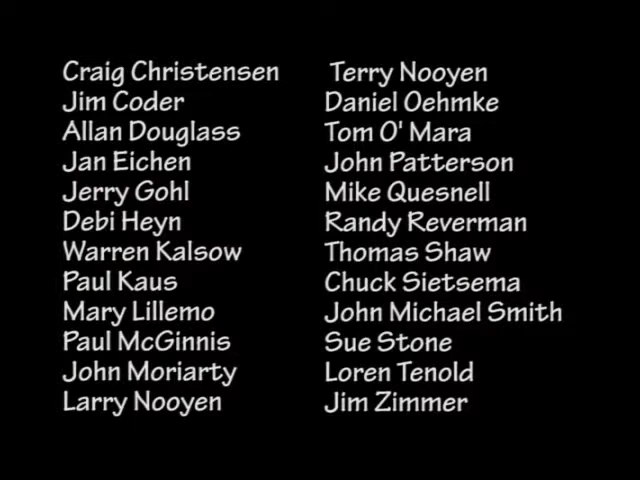 Craig Christensen
Jim Coder
Allan Douglass
Jan Eichen
Jerry Gohl
Debi Heyn
Warren Kalsow
Paul Kaus
Mary Lillemo
Paul McGinnis
John Moriarty
Larry Nooyen
Terry Nooyen
Daniel Oehmke
Tom O' Mara
John Patterson
Mike Quesnell
Randy Reverman
Thomas Shaw
Chuck Sietsema
John Michael Smith
Sue Stone
Loren Tenold
Jim Zimmer